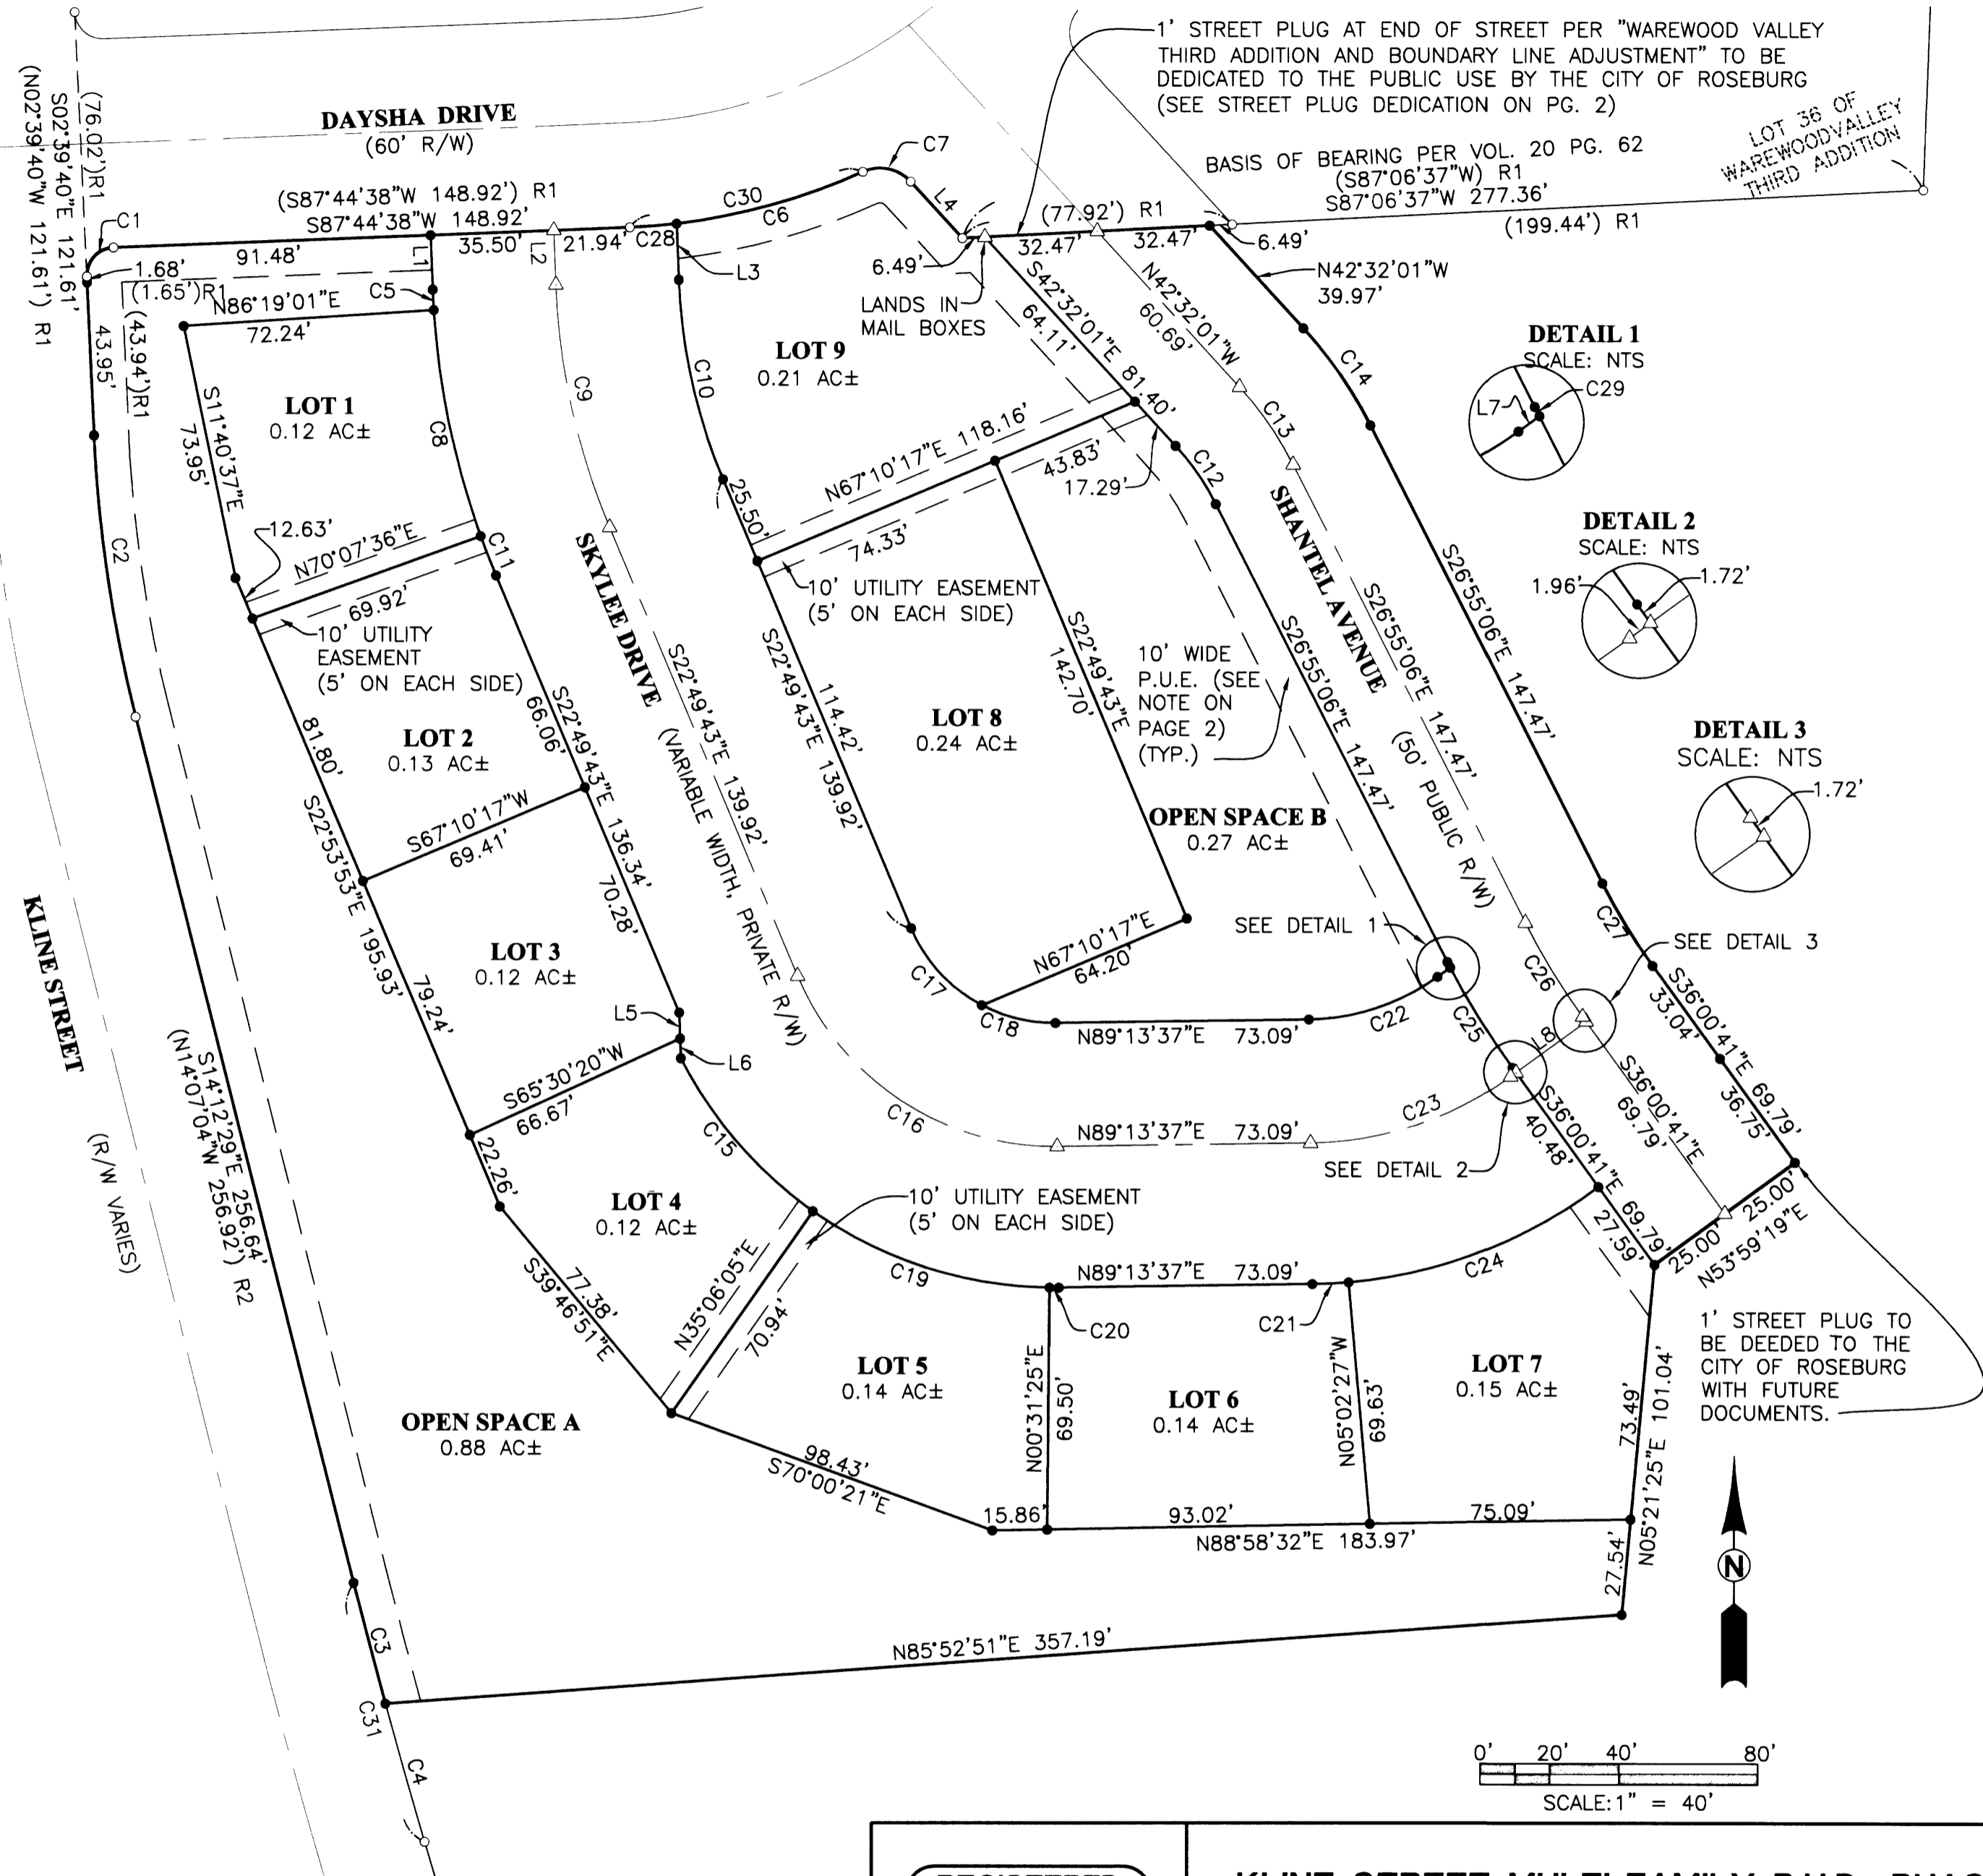 1' STREET PLUG AT END OF STREET PER "WAREWOOD VALLEY
THIRD ADDITION AND BOUNDARY LINE ADJUSTMENT" TO BE
DEDICATED TO THE PUBLIC USE BY THE CITY OF ROSEBURG
(SEE STREET PLUG DEDICATION ON PG. 2)
LOT 36 OF
WAREWOODVALLEY
THIRD ADDITION
BASIS OF BEARING PER VOL. 20 PG. 62
(S87°06'37"W) R1
S87°06'37"W 277.36'
(199.44') R1
DAYSHA DRIVE
(60' R/W)
(S87°44'38"W 148.92') R1
S87°44'38"W 148.92'
91.48'
35.50'
21.94'
C28
C30
C6
C7
L4
(77.92') R1
32.47'
32.47'
6.49'
6.49'
LANDS IN
MAIL BOXES
(76.02')R1
S02°39'40"E 121.61'
(N02°39'40"W 121.61') R1
C1
1.68'
(1.65')R1
43.95'
(43.94')R1
L1
L2
L3
C5
N86°19'01"E
72.24'
LOT 1
0.12 AC±
S11°40'37"E
73.95'
12.63'
N70°07'36"E
69.92'
10' UTILITY
EASEMENT
(5' ON EACH SIDE)
C2
C8
C9
C10
C11
LOT 9
0.21 AC±
S42°32'01"E 81.40'
64.11'
17.29'
N42°32'01"W
60.69'
N42°32'01"W
39.97'
C12
C13
C14
N67°10'17"E 118.16'
43.83'
74.33'
25.50'
10' UTILITY EASEMENT
(5' ON EACH SIDE)
DETAIL 1
SCALE: NTS
L7
C29
DETAIL 2
SCALE: NTS
1.96'
1.72'
DETAIL 3
SCALE: NTS
1.72'
SKYLEE DRIVE
(VARIABLE WIDTH, PRIVATE R/W)
S22°49'43"E 139.92'
SHANTEL AVENUE
(50' PUBLIC R/W)
S26°55'06"E 147.47'
S26°55'06"E 147.47'
S26°55'06"E 147.47'
LOT 2
0.13 AC±
81.80'
S22°53'53"E 195.93'
66.06'
S22°49'43"E 136.34'
S67°10'17"W
69.41'
LOT 8
0.24 AC±
114.42'
S22°49'43"E 139.92'
S22°49'43"E
142.70'
10' WIDE
P.U.E. (SEE
NOTE ON
PAGE 2)
(TYP.)
OPEN SPACE B
0.27 AC±
LOT 3
0.12 AC±
79.24'
70.28'
L5
L6
S65°30'20"W
66.67'
N67°10'17"E
64.20'
C17
C18
N89°13'37"E 73.09'
C22
SEE DETAIL 1
SEE DETAIL 3
C27
C26
C25
L8
S36°00'41"E 69.79'
33.04'
36.75'
S36°00'41"E
69.79'
S36°00'41"E 69.79'
40.48'
27.59'
25.00'
25.00'
N53°59'19"E
KLINE STREET
(R/W VARIES)
S14°12'29"E 256.64'
(N14°07'04"W 256.92') R2
22.26'
C15
C16
N89°13'37"E 73.09'
C23
SEE DETAIL 2
LOT 4
0.12 AC±
77.38'
S39°46'51"E
10' UTILITY EASEMENT
(5' ON EACH SIDE)
N35°06'05"E
70.94'
C19
N89°13'37"E 73.09'
C20
C21
C24
1' STREET PLUG TO
BE DEEDED TO THE
CITY OF ROSEBURG
WITH FUTURE
DOCUMENTS.
LOT 5
0.14 AC±
N00°31'25"E
69.50'
LOT 6
0.14 AC±
N05°02'27"W
69.63'
LOT 7
0.15 AC±
73.49'
N05°21'25"E 101.04'
27.54'
OPEN SPACE A
0.88 AC±
98.43'
S70°00'21"E
15.86'
93.02'
75.09'
N88°58'32"E 183.97'
C3
N85°52'51"E 357.19'
C31
C4
N
0' 20' 40' 80'
SCALE: 1" = 40'